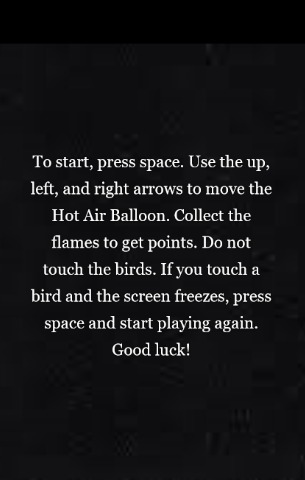 To start, press space. Use the up,
left, and right arrows to move the
Hot Air Balloon. Collect the
flames to get points. Do not
touch the birds. If you touch a
bird and the screen freezes, press
space and start playing again.
Good luck!